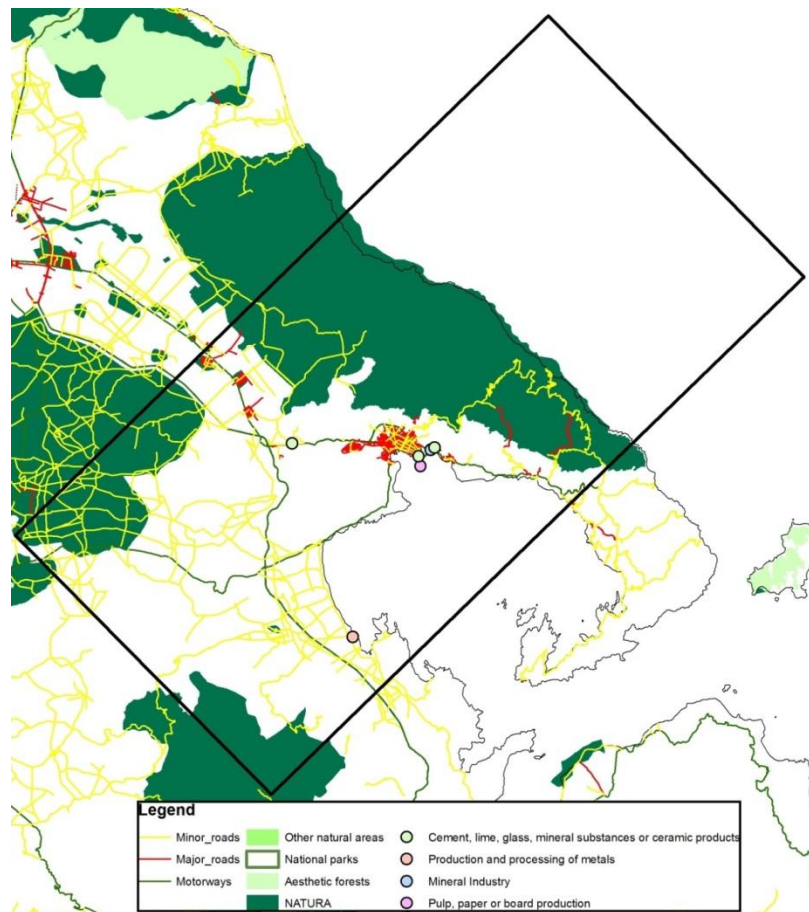 Legend
Minor_roads
Major_roads
Motorways
Other natural areas
National parks
Aesthetic forests
NATURA
Cement, lime, glass, mineral substances or ceramic products
Production and processing of metals
Mineral Industry
Pulp, paper or board production